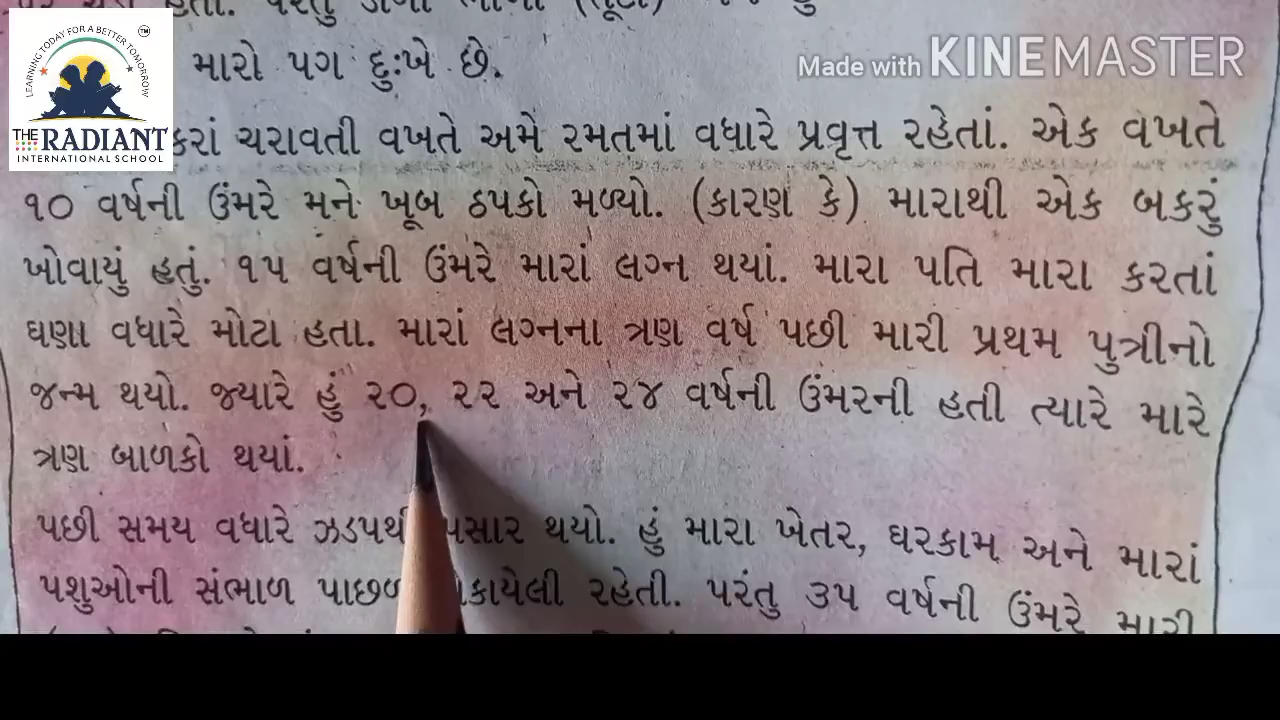 હતા. પરંતુ
LEARNING TODAY FOR A BETTER TOMORROW
TM
THE RADIANT
INTERNATIONAL SCHOOL
Made with KINEMASTER
મારો પગ દુઃખે છે.
કરાં ચરાવતી વખતે અમે રમતમાં વધારે પ્રવૃત્ત રહેતાં. એક વખતે
૧૦ વર્ષની ઉંમરે મને ખૂબ ઠપકો મળ્યો. (કારણ કે) મારાથી એક બકરું
ખોવાયું હતું. ૧૫ વર્ષની ઉંમરે મારાં લગ્ન થયાં. મારા પતિ મારા કરતાં
ઘણા વધારે મોટા હતા. મારાં લગ્નના ત્રણ વર્ષ પછી મારી પ્રથમ પુત્રીનો
જન્મ થયો. જ્યારે હું ૨૦, ૨૨ અને ૨૪ વર્ષની ઉંમરની હતી ત્યારે મારે
ત્રણ બાળકો થયાં.
પછી સમય વધારે ઝડપથી પસાર થયો. હું મારા ખેતર, ઘરકામ અને મારાં
પશુઓની સંભાળ પાછળ કાયેલી રહેતી. પરંતુ ૩૫ વર્ષની ઉંમરે મારી